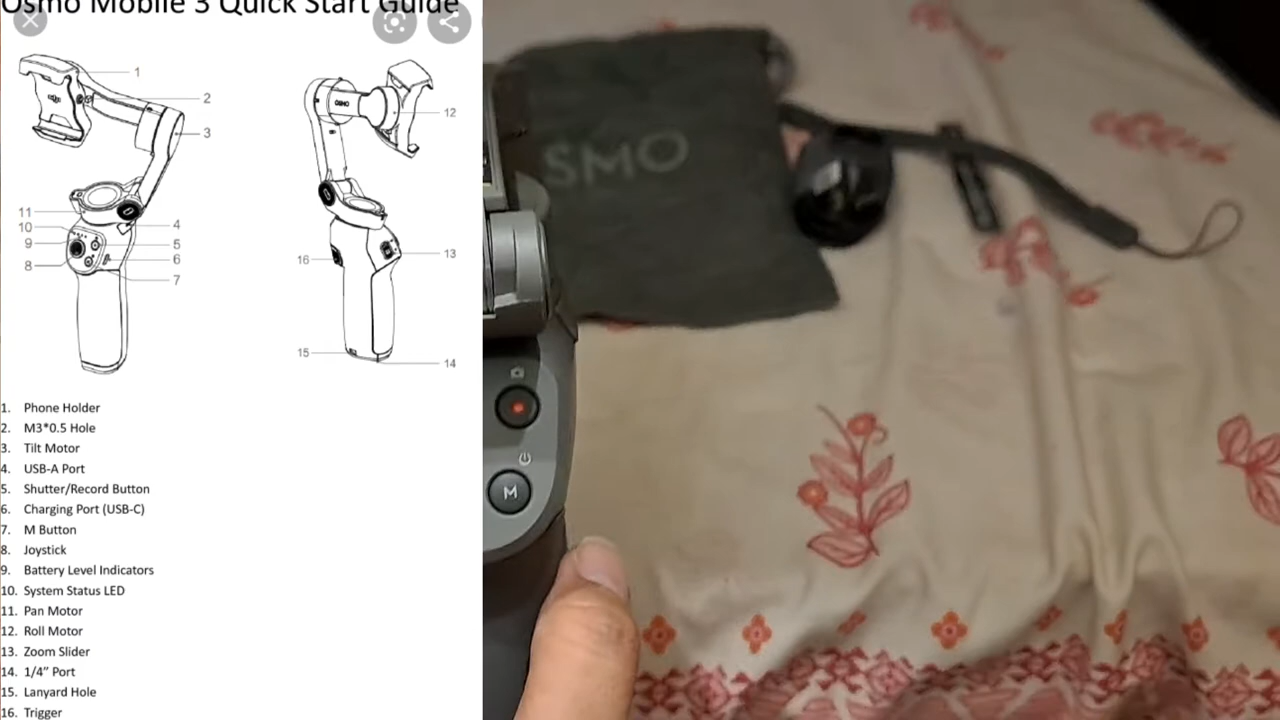 Osmo Mobile 3 Quick Start Guide
1
2
3
12
11
10
9
8
4
5
6
7
16
13
15
14
OSMO
1. Phone Holder
2. M3*0.5 Hole
3. Tilt Motor
4. USB-A Port
5. Shutter/Record Button
6. Charging Port (USB-C)
7. M Button
8. Joystick
9. Battery Level Indicators
10. System Status LED
11. Pan Motor
12. Roll Motor
13. Zoom Slider
14. 1/4” Port
15. Lanyard Hole
16. Trigger
SMO
M